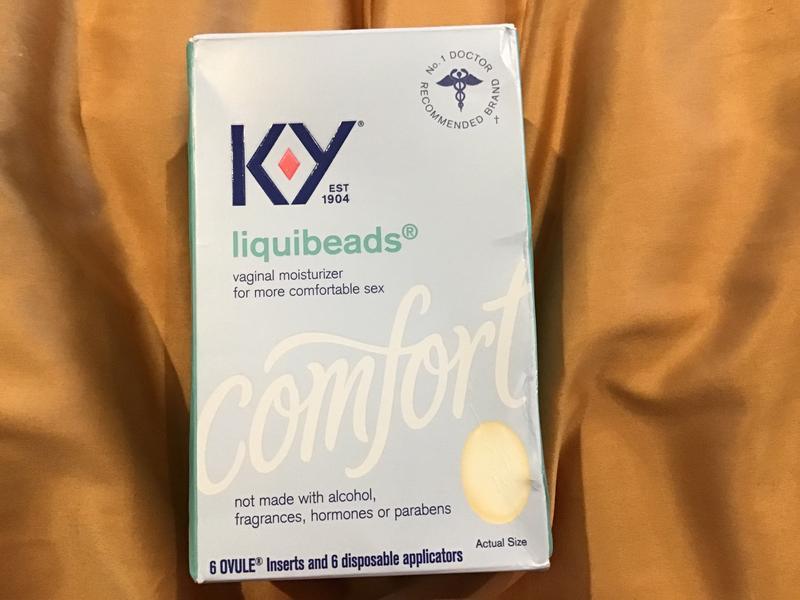 No. 1 DOCTOR
RECOMMENDED BRAND †
KY®
EST
1904
liquibeads®
vaginal moisturizer
for more comfortable sex
comfort
not made with alcohol,
fragrances, hormones or parabens
Actual Size
6 OVULE® Inserts and 6 disposable applicators